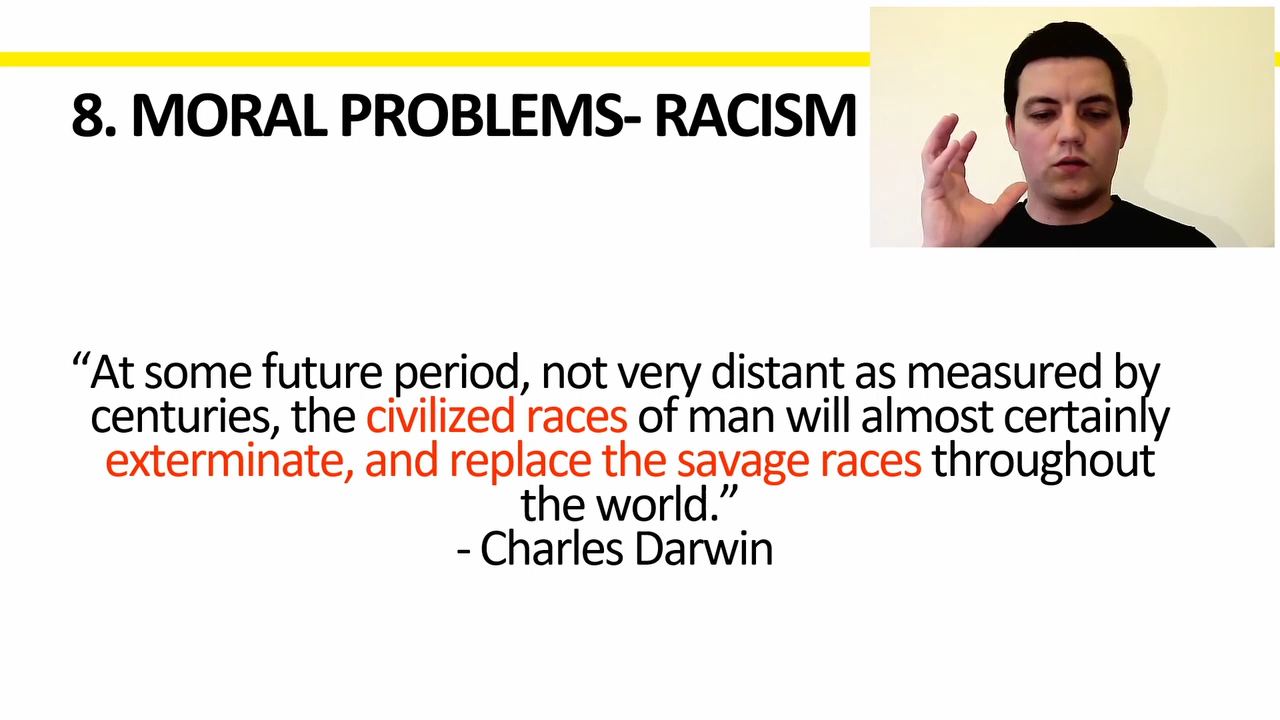 8. MORAL PROBLEMS- RACISM
“At some future period, not very distant as measured by
centuries, the civilized races of man will almost certainly
exterminate, and replace the savage races throughout
the world.”
- Charles Darwin